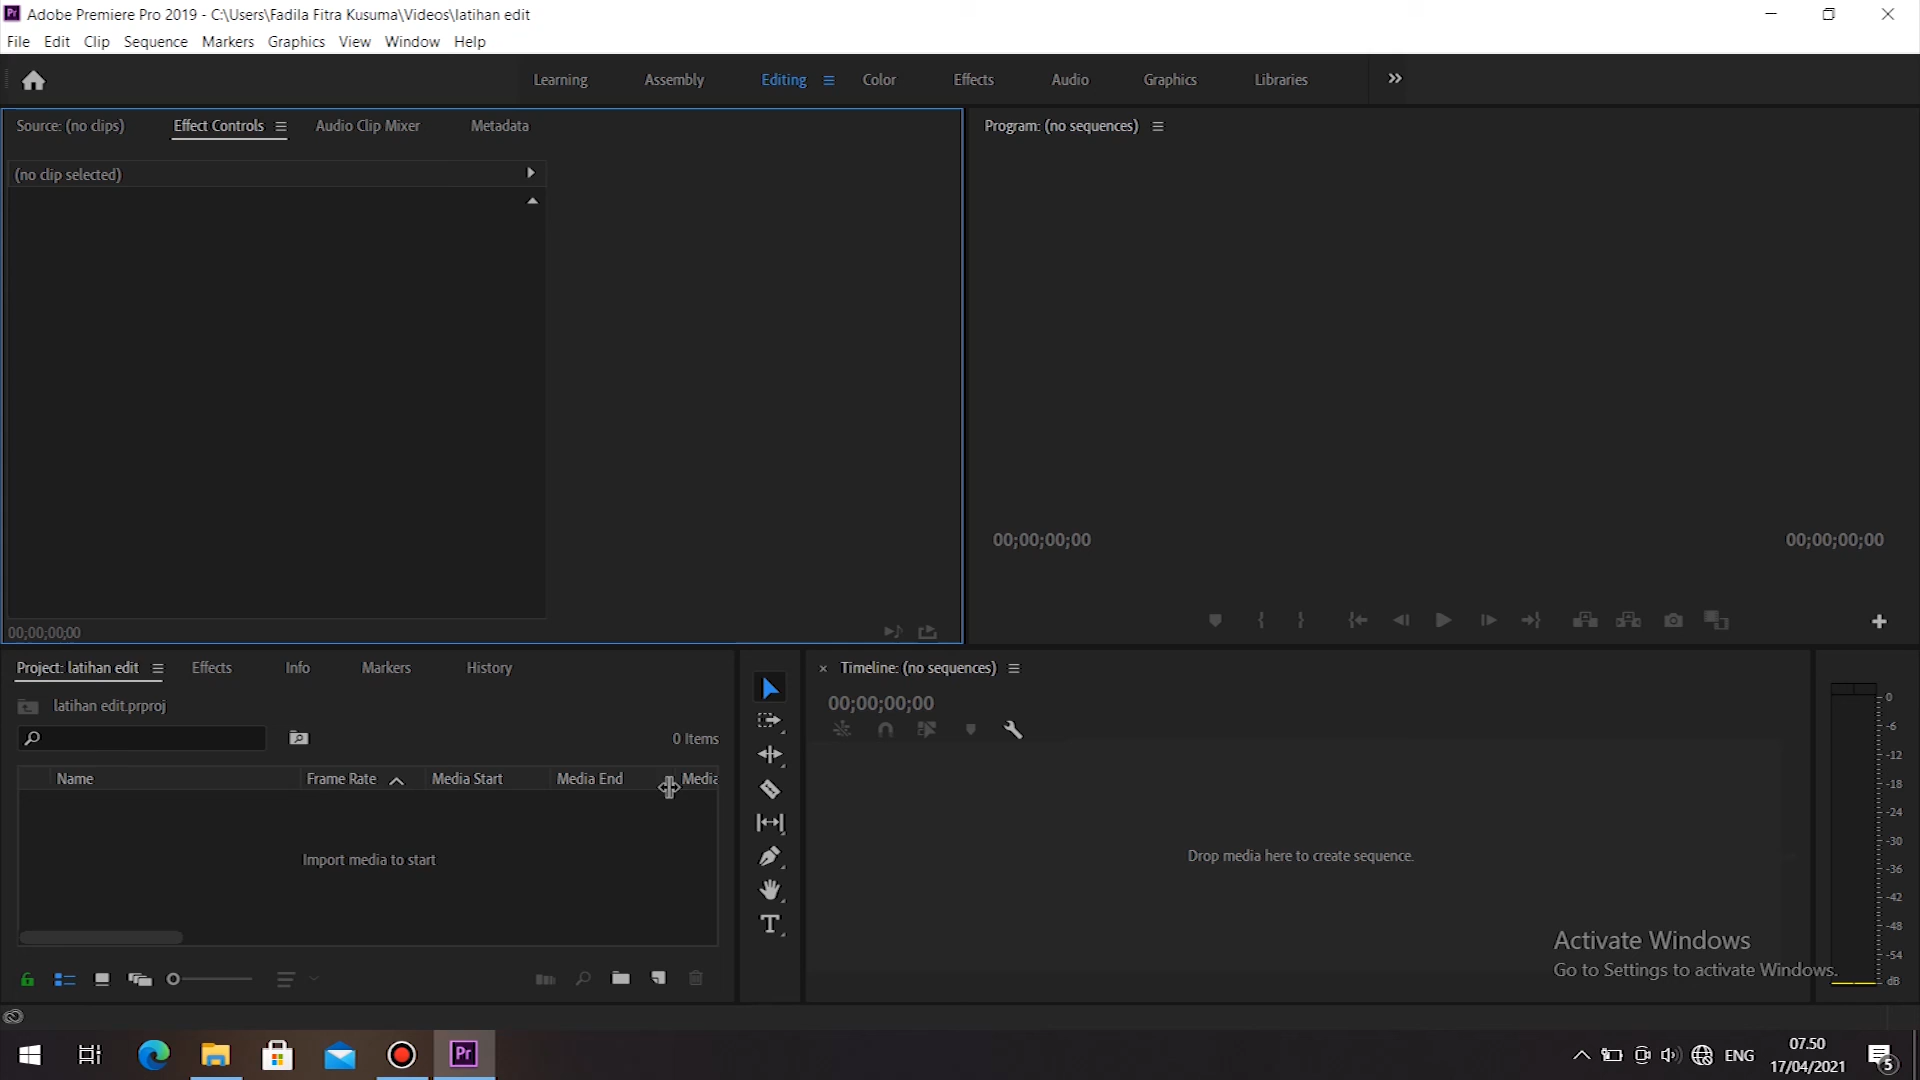 Adobe Premiere Pro 2019 - C:\Users\Fadila Fitra Kusuma\Videos\latihan edit
File Edit Clip Sequence Markers Graphics View Window Help
Learning Assembly Editing Color Effects Audio Graphics Libraries
Source: (no clips) Effect Controls Audio Clip Mixer Metadata
Program: (no sequences)
(no clip selected)
00;00;00;00 00;00;00;00
00;00;00;00
Project: latihan edit Effects Info Markers History
Timeline: (no sequences)
latihan edit.prproj
00;00;00;00
0 Items
Name Frame Rate Media Start Media End Media
Import media to start
Drop media here to create sequence.
0
-6
-12
-18
-24
-30
-36
-42
-48
-54
dB
Activate Windows
Go to Settings to activate Windows.
Pr
ENG
07.50
17/04/2021
5